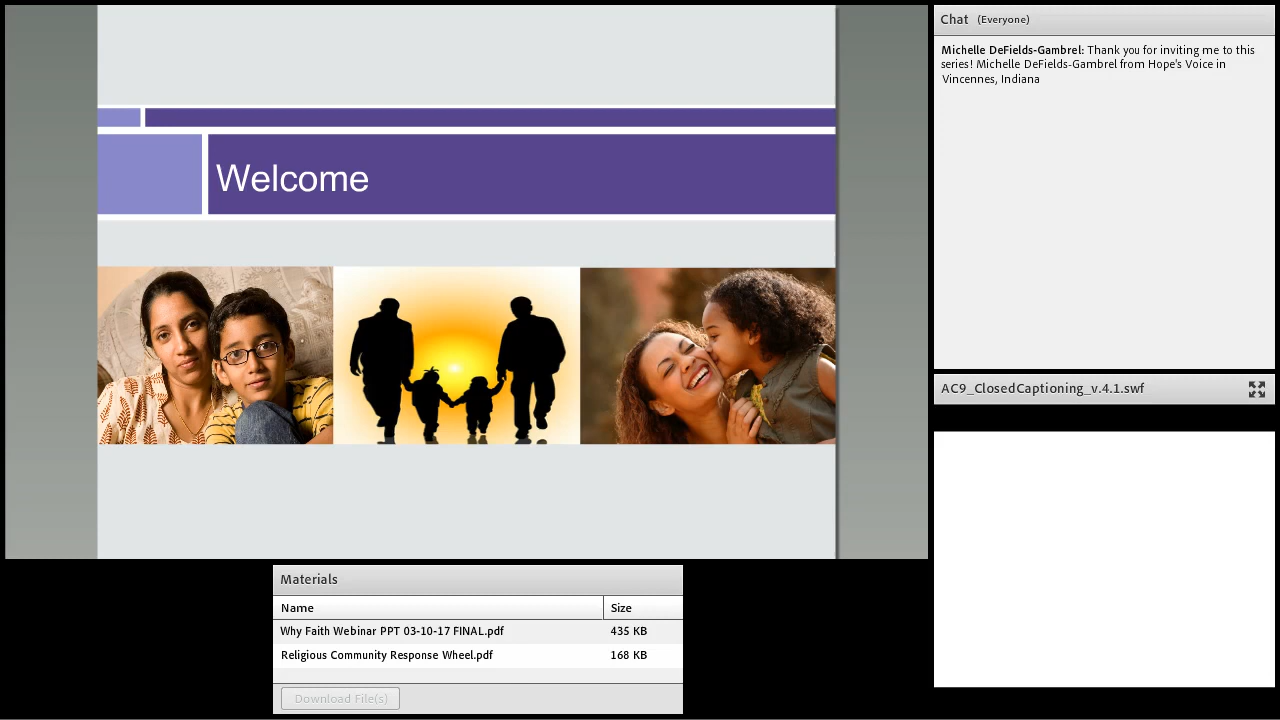 Welcome
Chat (Everyone)
Michelle DeFields-Gambrel: Thank you for inviting me to this
series! Michelle DeFields-Gambrel from Hope's Voice in
Vincennes, Indiana
AC9_ClosedCaptioning_v.4.1.swf
Materials
Name Size
Why Faith Webinar PPT 03-10-17 FINAL.pdf 435 KB
Religious Community Response Wheel.pdf 168 KB
Download File(s)